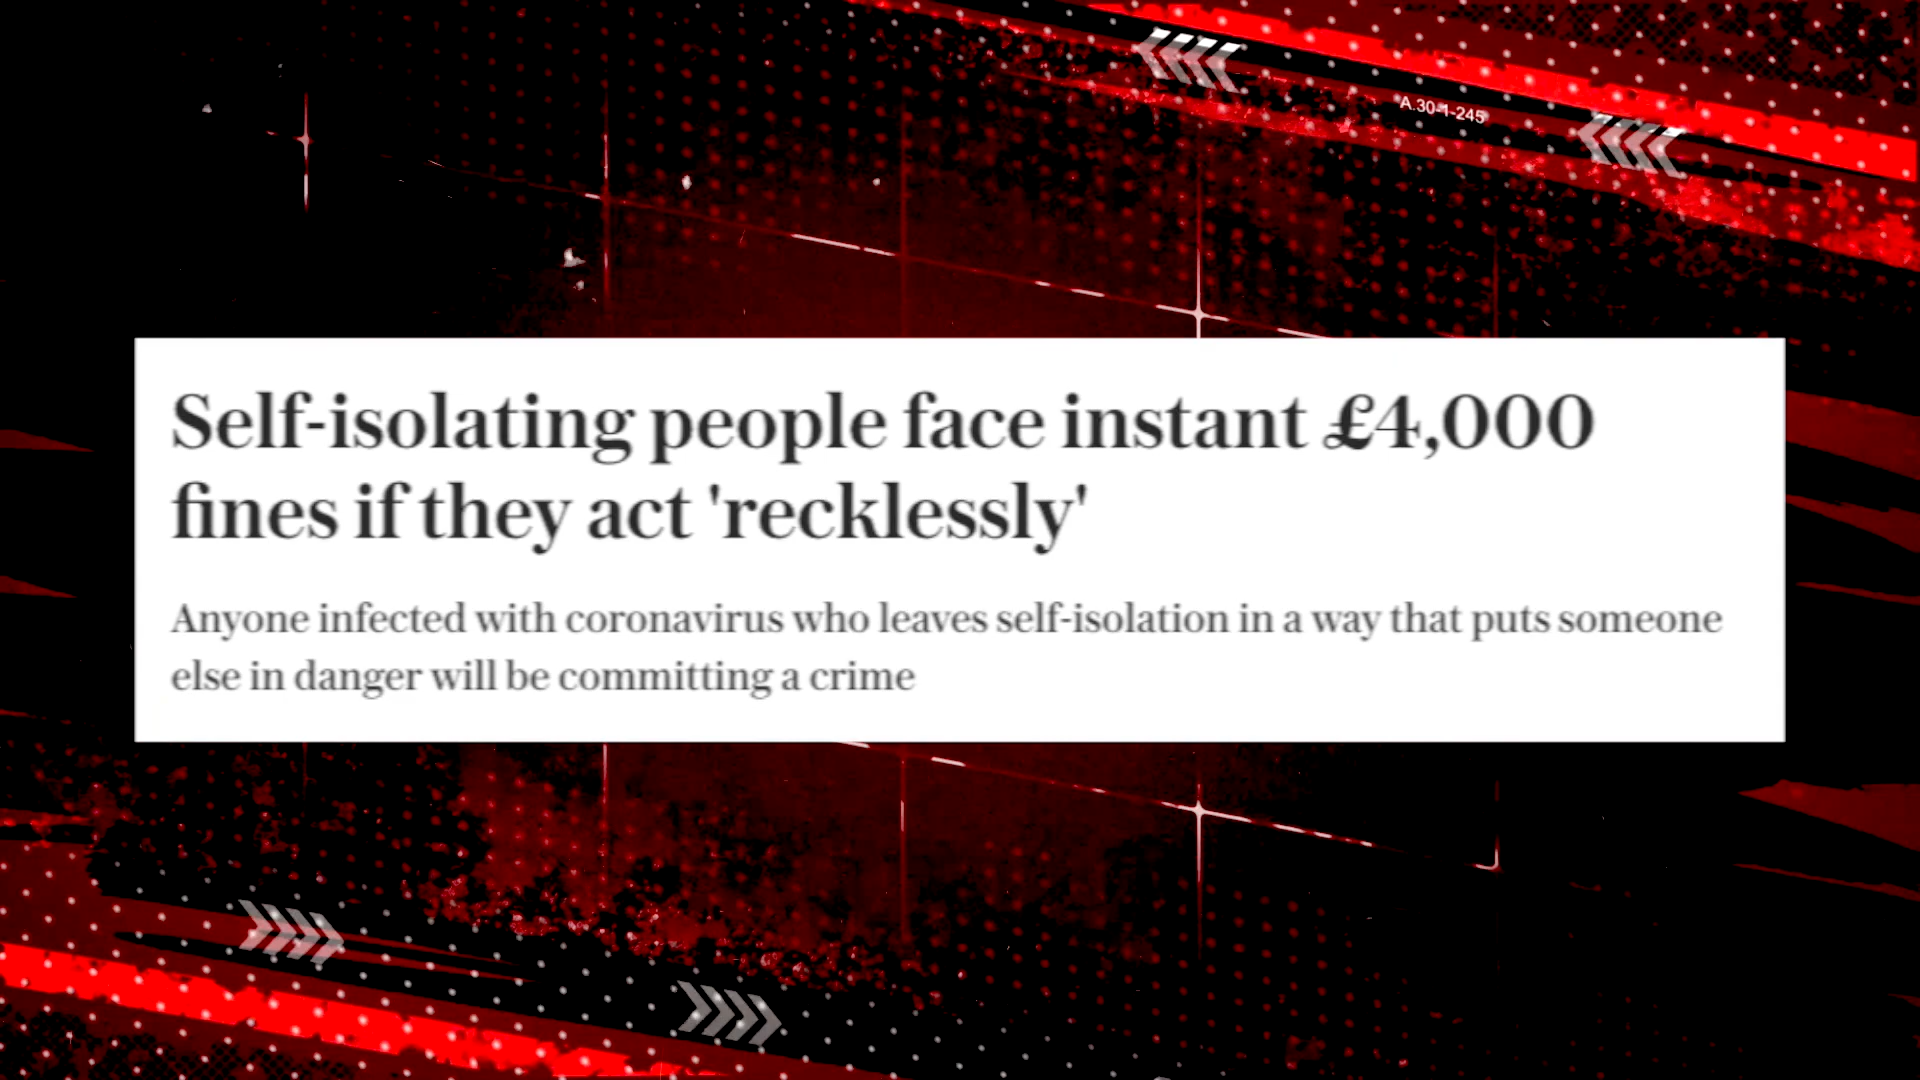 A.30-1-245
Self-isolating people face instant £4,000
fines if they act 'recklessly'
Anyone infected with coronavirus who leaves self-isolation in a way that puts someone
else in danger will be committing a crime